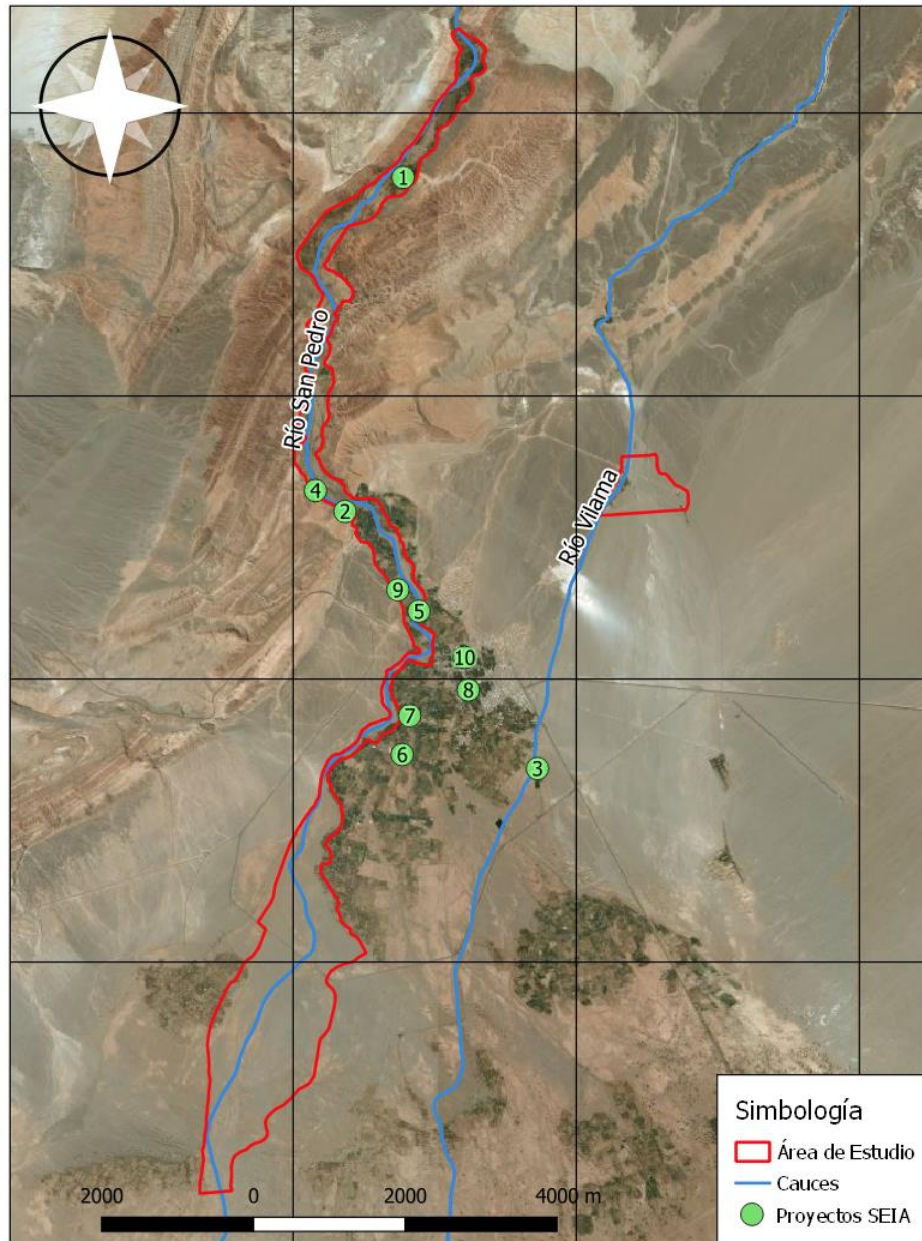 1
Río San Pedro
4
2
Río Vilama
9
5
10
8
7
6
3
Simbología
Área de Estudio
Cauces
Proyectos SEIA
2000 0 2000 4000 m